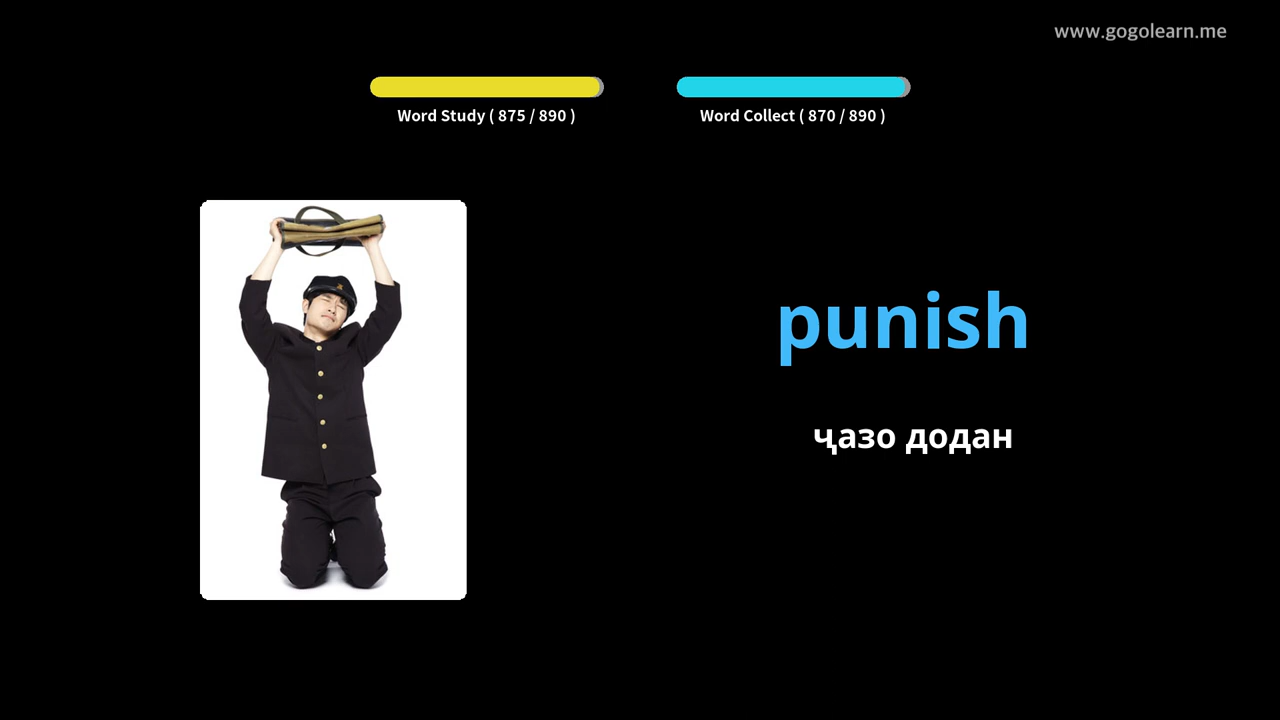 www.gogolearn.me
Word Study ( 875 / 890 )
Word Collect ( 870 / 890 )
punish
ҷазо додан